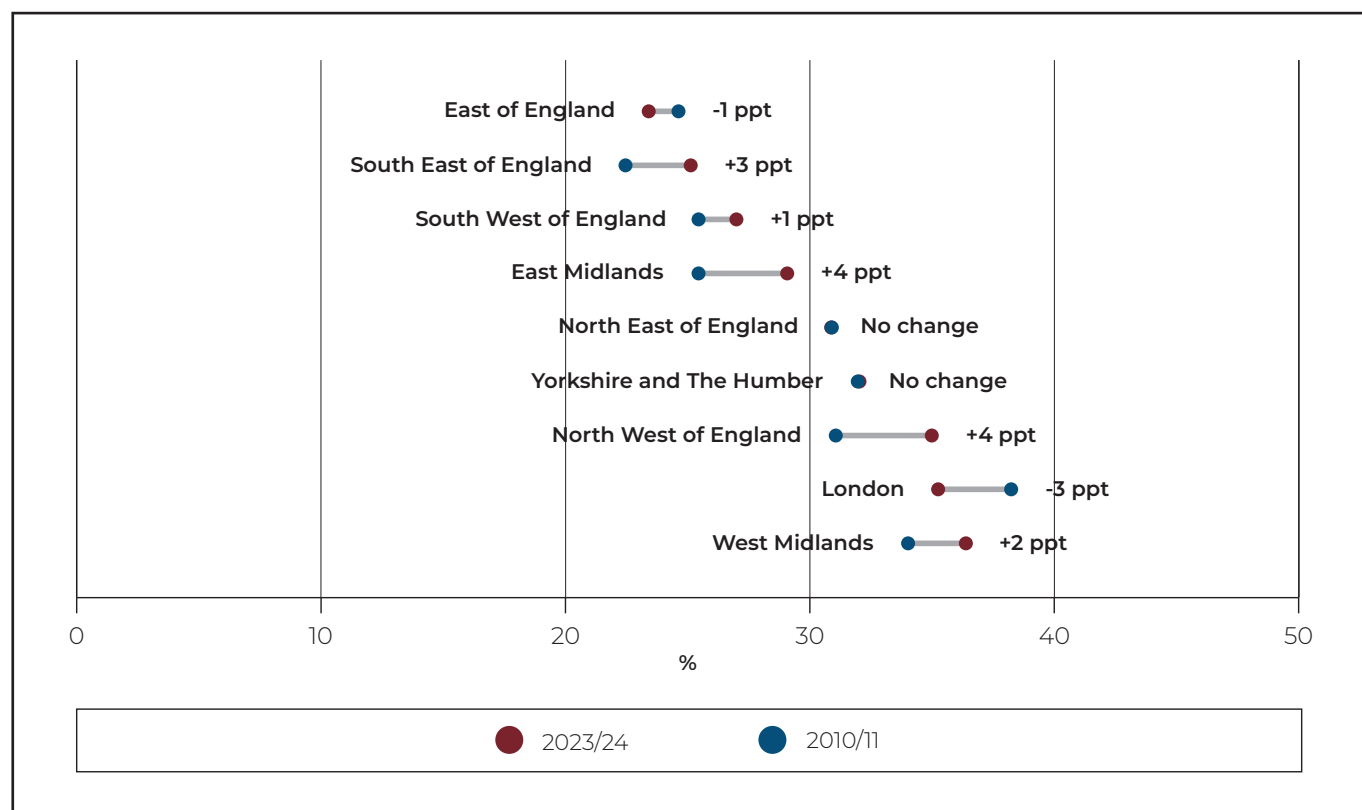 East of England -1 ppt
South East of England +3 ppt
South West of England +1 ppt
East Midlands +4 ppt
North East of England No change
Yorkshire and The Humber No change
North West of England +4 ppt
London -3 ppt
West Midlands +2 ppt
0 10 20 30 40 50
%
2023/24 2010/11